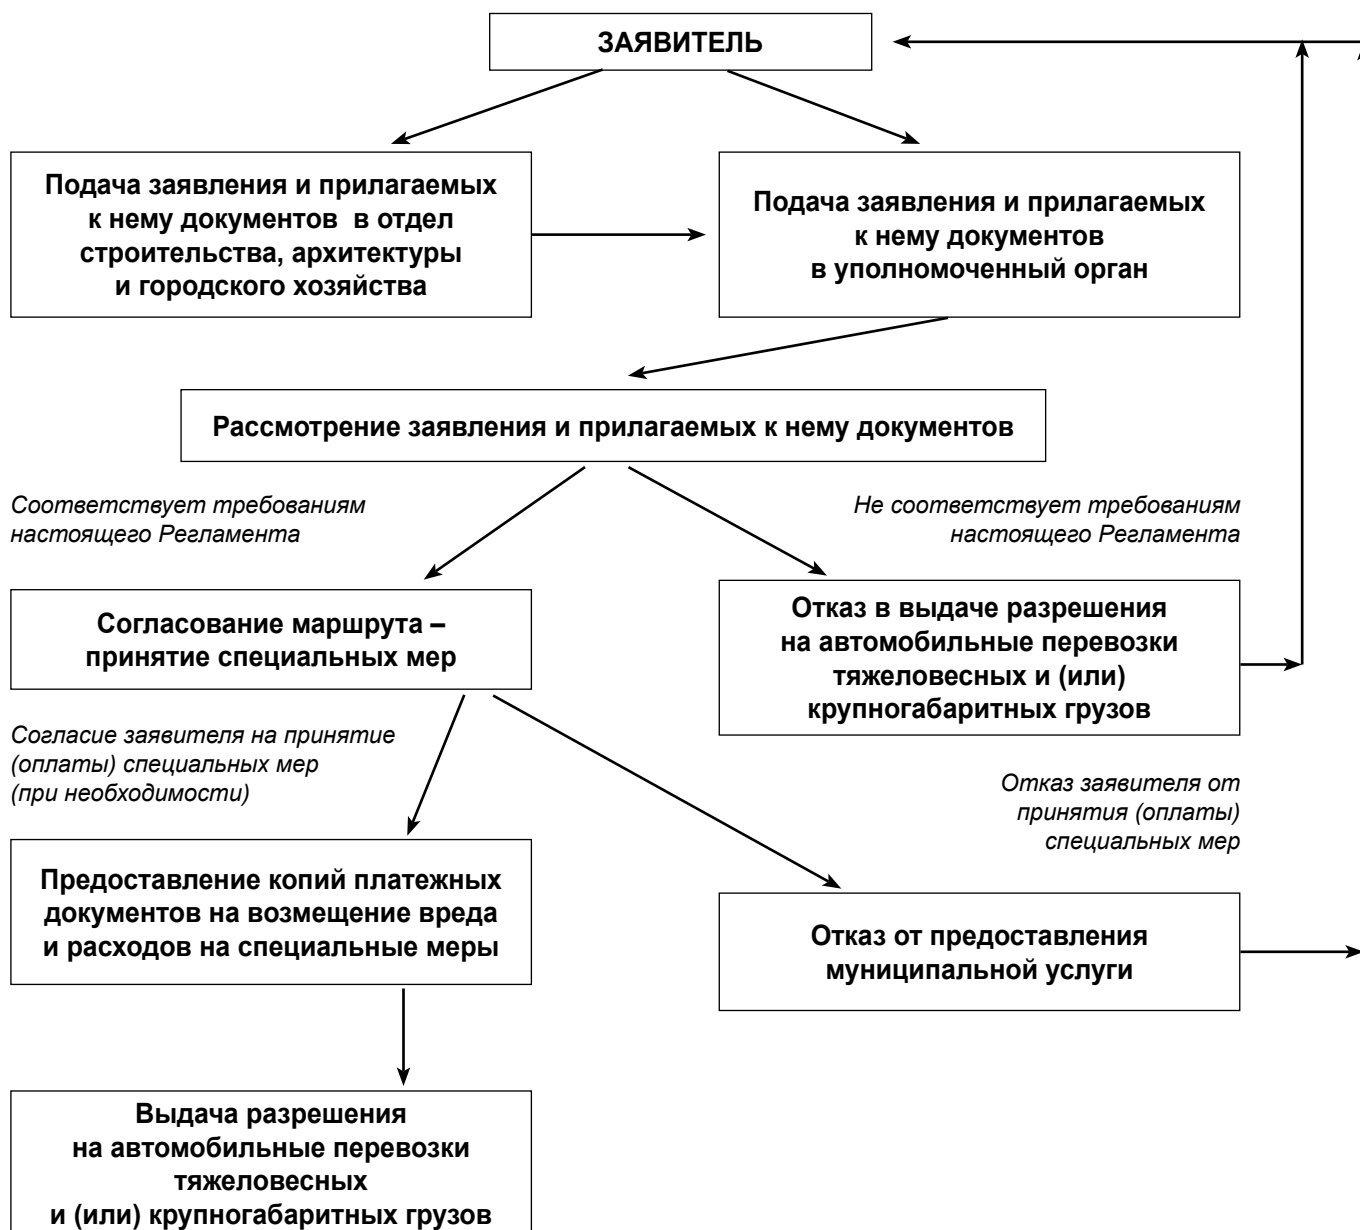 ЗАЯВИТЕЛЬ
Подача заявления и прилагаемых
к нему документов в отдел
строительства, архитектуры
и городского хозяйства
Подача заявления и прилагаемых
к нему документов
в уполномоченный орган
Рассмотрение заявления и прилагаемых к нему документов
Соответствует требованиям
настоящего Регламента
Не соответствует требованиям
настоящего Регламента
Согласование маршрута –
принятие специальных мер
Отказ в выдаче разрешения
на автомобильные перевозки
тяжеловесных и (или)
крупногабаритных грузов
Согласие заявителя на принятие
(оплаты) специальных мер
(при необходимости)
Отказ заявителя от
принятия (оплаты)
специальных мер
Предоставление копий платежных
документов на возмещение вреда
и расходов на специальные меры
Отказ от предоставления
муниципальной услуги
Выдача разрешения
на автомобильные перевозки
тяжеловесных
и (или) крупногабаритных грузов